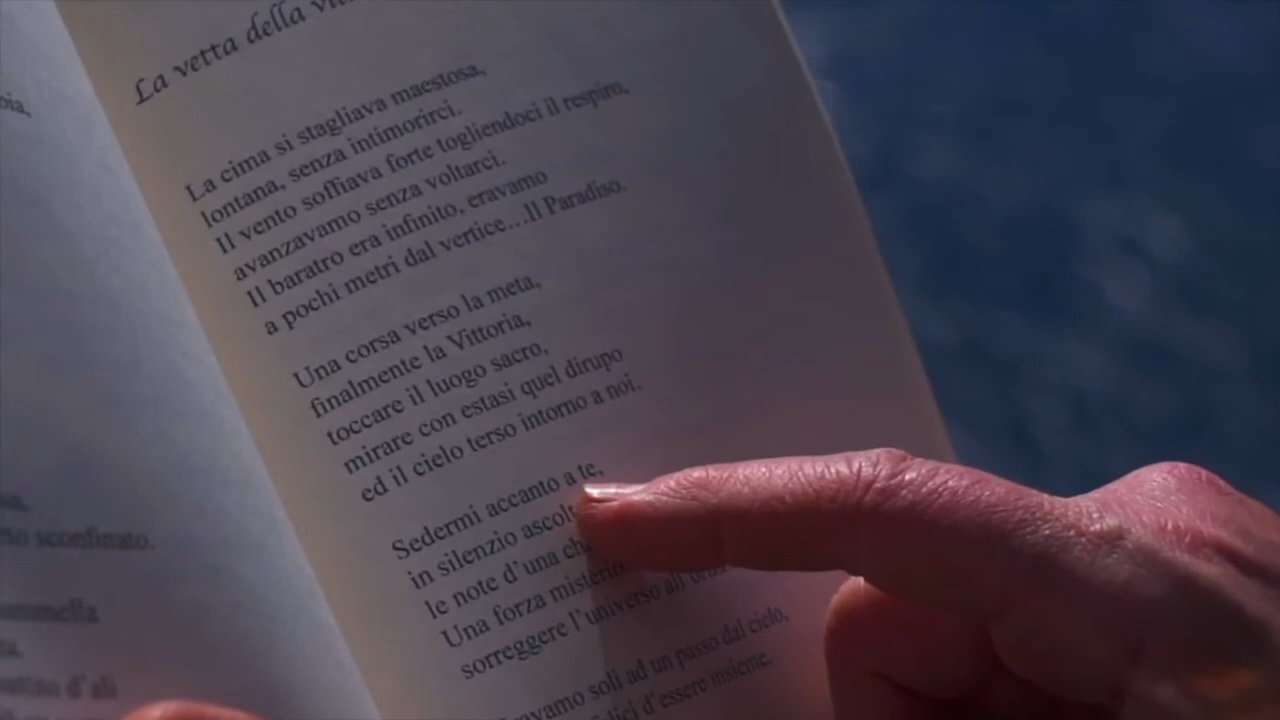 bia,
sconfinato.
La vetta della
La cima si stagliava maestosa,
lontana, senza intimorirci.
Il vento soffiava forte togliendoci il respiro,
avanzavamo senza voltarci.
Il baratro era infinito, eravamo
a pochi metri dal vertice…Il Paradiso.
Una corsa verso la meta,
finalmente la Vittoria,
toccare il luogo sacro,
mirare con estasi quel dirupo
ed il cielo terso intorno a noi.
Sedermi accanto a te,
in silenzio
le note d'una
Una forza
sorreggere l'universo
soli ad un passo dal cielo,
d'essere insieme,